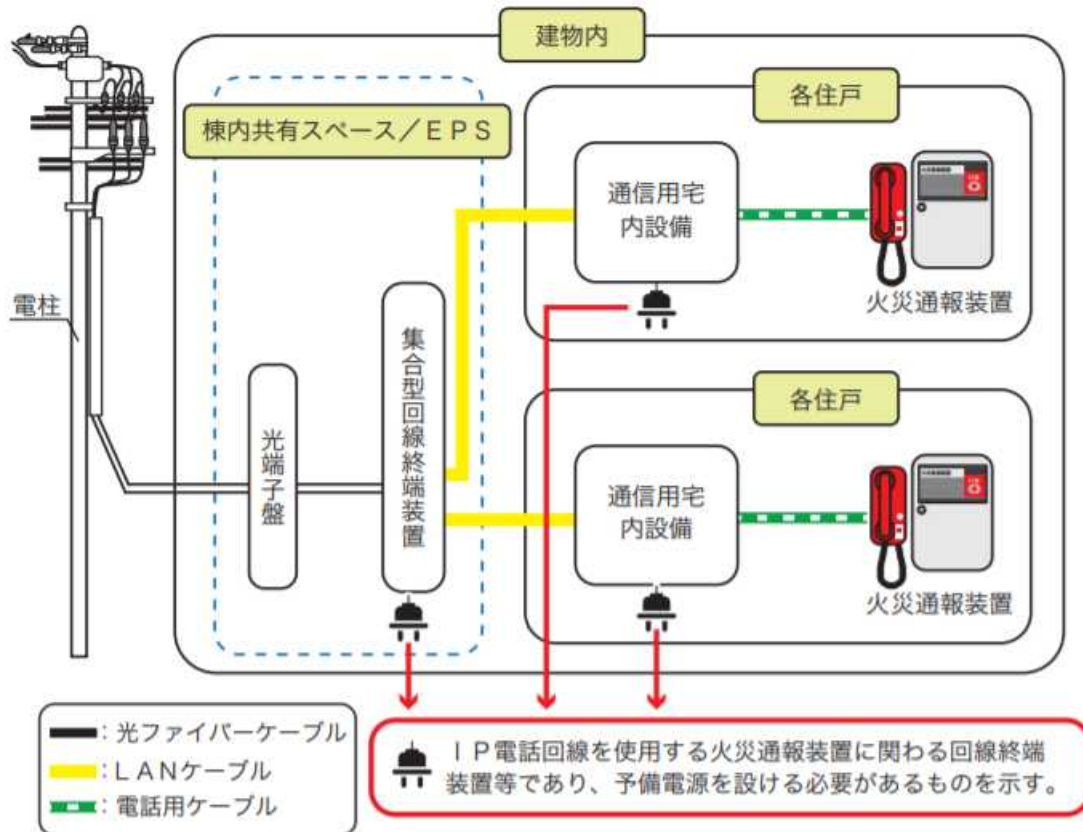 建物内
棟内共有スペース／ＥＰＳ
各住戸
通信用宅
内設備
火災通報装置
電柱
光端子盤
集合型回線終端装置
各住戸
通信用宅
内設備
火災通報装置
：光ファイバーケーブル
：ＬＡＮケーブル
：電話用ケーブル
ＩＰ電話回線を使用する火災通報装置に関わる回線終端
装置等であり、予備電源を設ける必要があるものを示す。